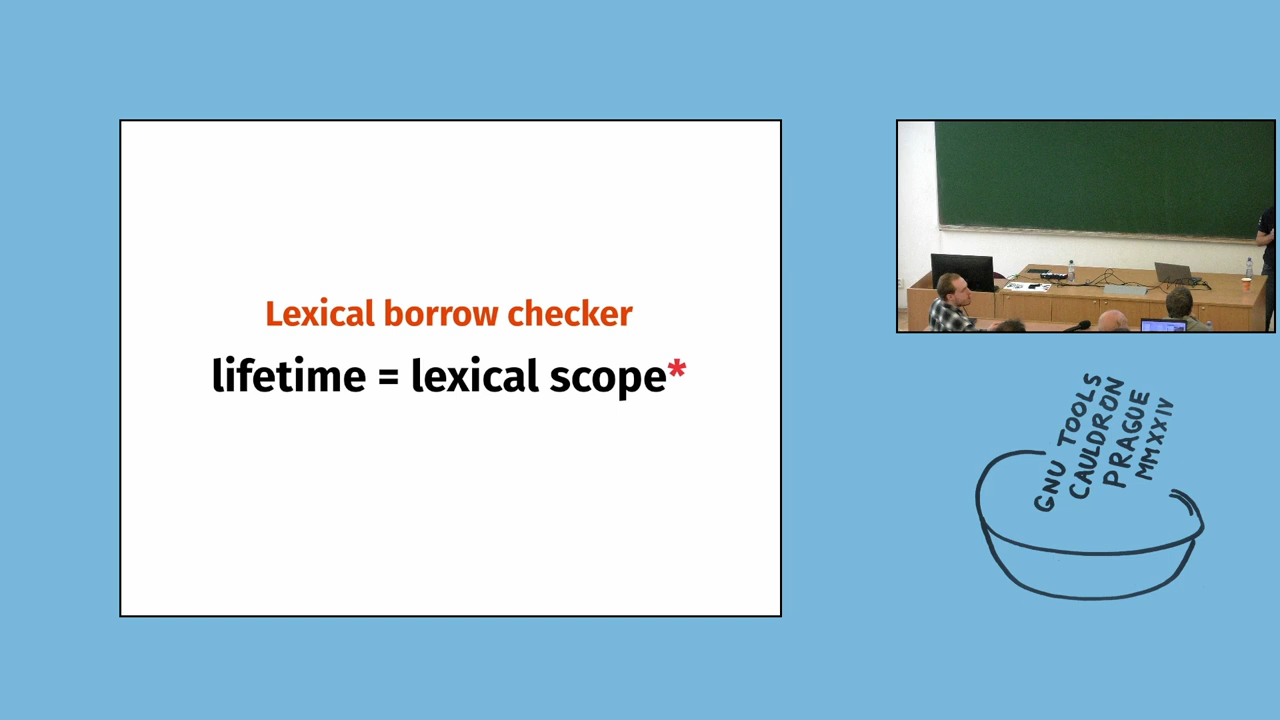 Lexical borrow checker
lifetime = lexical scope*
GNU TOOLS
CAULDRON
PRAGUE
MMXXIV